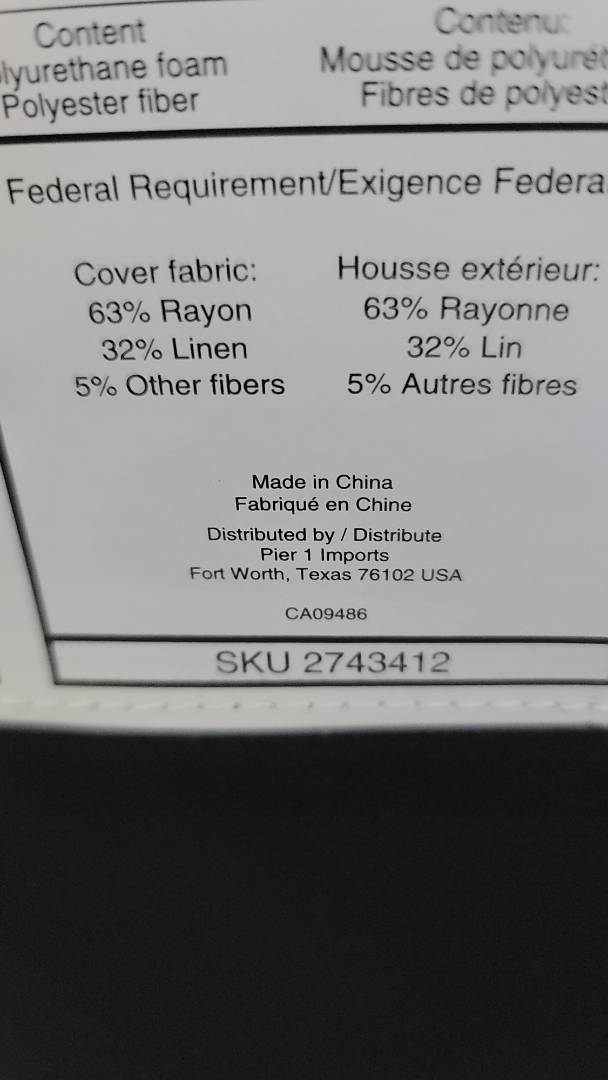 Content
Contenu:
lyurethane foam
Mousse de polyurét
Polyester fiber
Fibres de polyest
Federal Requirement/Exigence Federa
Cover fabric:
63% Rayon
32% Linen
5% Other fibers
Housse extérieur:
63% Rayonne
32% Lin
5% Autres fibres
Made in China
Fabriqué en Chine
Distributed by / Distribute
Pier 1 Imports
Fort Worth, Texas 76102 USA
CA09486
SKU 2743412